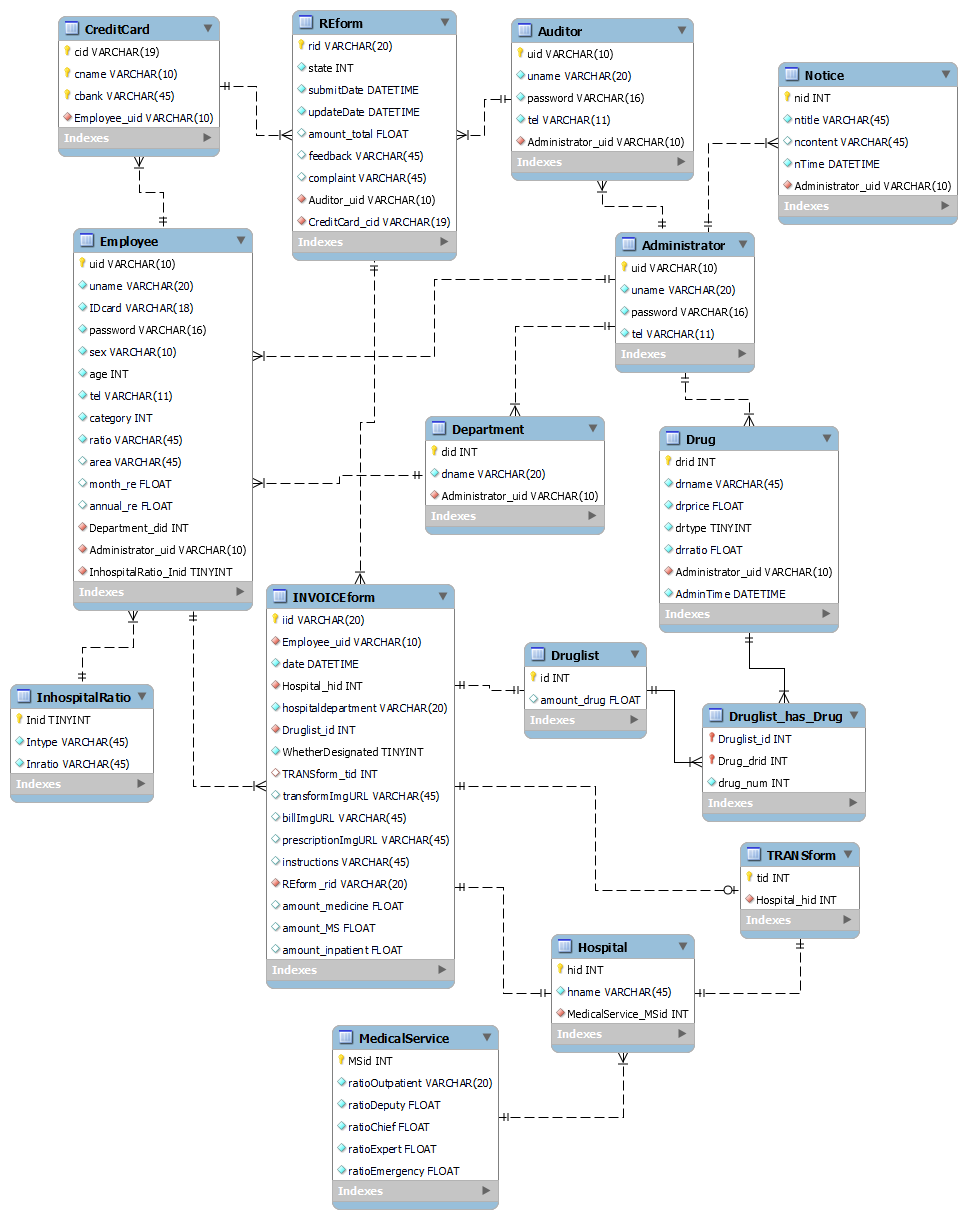 CreditCard
cid VARCHAR(19)
cname VARCHAR(10)
cbank VARCHAR(45)
Employee_uid VARCHAR(10)
Indexes
REform
rid VARCHAR(20)
state INT
submitDate DATETIME
updateDate DATETIME
amount_total FLOAT
feedback VARCHAR(45)
complaint VARCHAR(45)
Auditor_uid VARCHAR(10)
CreditCard_cid VARCHAR(19)
Indexes
Auditor
uid VARCHAR(10)
uname VARCHAR(20)
password VARCHAR(16)
tel VARCHAR(11)
Administrator_uid VARCHAR(10)
Indexes
Notice
nid INT
ntitle VARCHAR(45)
ncontent VARCHAR(45)
nTime DATETIME
Administrator_uid VARCHAR(10)
Indexes
Employee
uid VARCHAR(10)
uname VARCHAR(20)
IDcard VARCHAR(18)
password VARCHAR(16)
sex VARCHAR(10)
age INT
tel VARCHAR(11)
category INT
ratio VARCHAR(45)
area VARCHAR(45)
month_re FLOAT
annual_re FLOAT
Department_did INT
Administrator_uid VARCHAR(10)
InhospitalRatio_Inid TINYINT
Indexes
Administrator
uid VARCHAR(10)
uname VARCHAR(20)
password VARCHAR(16)
tel VARCHAR(11)
Indexes
Department
did INT
dname VARCHAR(20)
Administrator_uid VARCHAR(10)
Indexes
Drug
drid INT
drname VARCHAR(45)
drprice FLOAT
drtype TINYINT
drratio FLOAT
Administrator_uid VARCHAR(10)
AdminTime DATETIME
Indexes
INVOICEform
iid VARCHAR(20)
Employee_uid VARCHAR(10)
date DATETIME
Hospital_hid INT
hospitaldepartment VARCHAR(20)
Druglist_id INT
WhetherDesignated TINYINT
TRANSform_tid INT
transformImgURL VARCHAR(45)
billImgURL VARCHAR(45)
prescriptionImgURL VARCHAR(45)
instructions VARCHAR(45)
REform_rid VARCHAR(20)
amount_medicine FLOAT
amount_MS FLOAT
amount_inpatient FLOAT
Indexes
Druglist
id INT
amount_drug FLOAT
Indexes
InhospitalRatio
Inid TINYINT
Intype VARCHAR(45)
Inratio VARCHAR(45)
Indexes
Druglist_has_Drug
Druglist_id INT
Drug_drid INT
drug_num INT
Indexes
TRANSform
tid INT
Hospital_hid INT
Indexes
Hospital
hid INT
hname VARCHAR(45)
MedicalService_MSid INT
Indexes
MedicalService
MSid INT
ratioOutpatient VARCHAR(20)
ratioDeputy FLOAT
ratioChief FLOAT
ratioExpert FLOAT
ratioEmergency FLOAT
Indexes